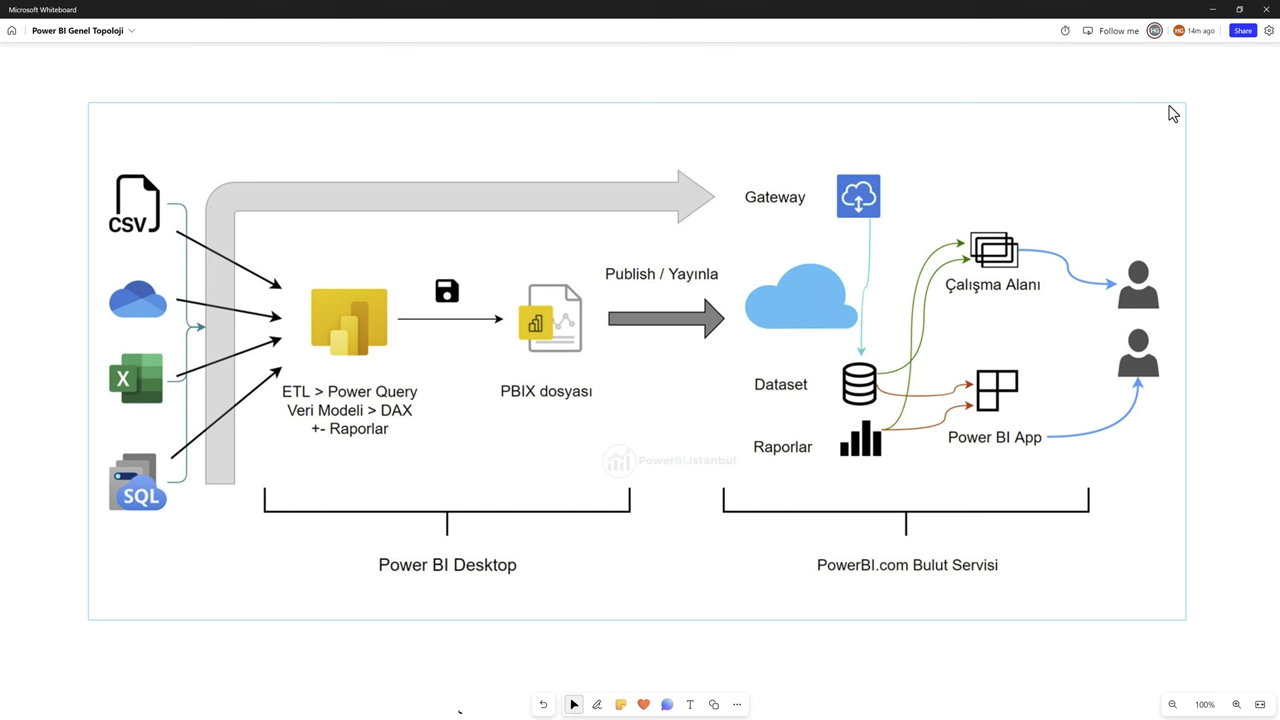 Microsoft Whiteboard
Power BI Genel Topoloji
Follow me
HG
HG
14m ago
Share
CSV
X
SQL
Gateway
Publish / Yayınla
Çalışma Alanı
ETL > Power Query
Veri Modeli > DAX
+- Raporlar
PBIX dosyası
Dataset
Raporlar
Power BI App
PowerBI.Istanbul
Power BI Desktop
PowerBI.com Bulut Servisi
T
100%